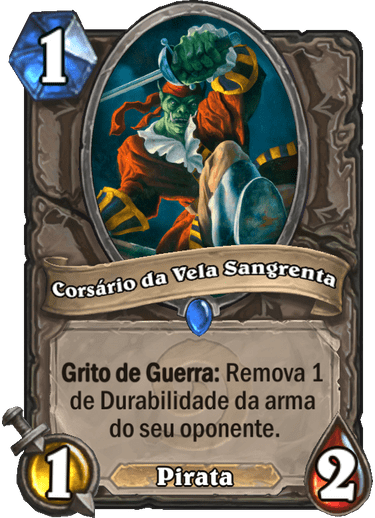 1
Corsário da Vela Sangrenta
Grito de Guerra: Remova 1
de Durabilidade da arma
do seu oponente.
1
Pirata
2